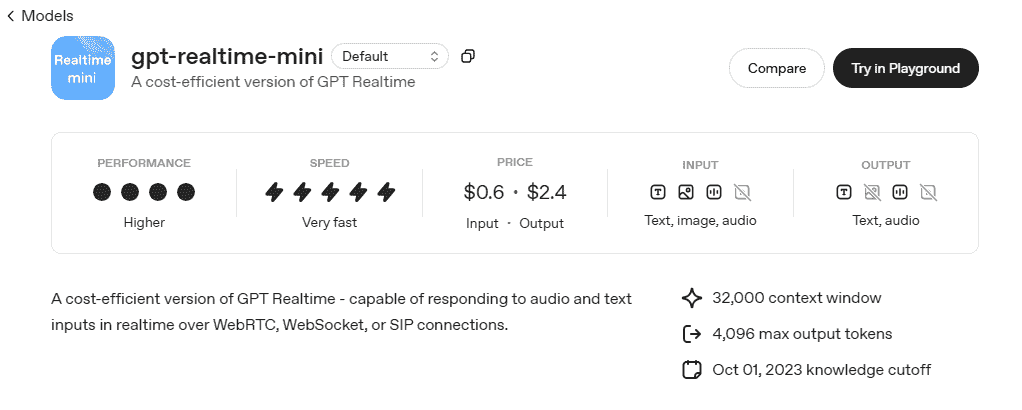 Models
Realtime
mini
gpt-realtime-mini
Default
A cost-efficient version of GPT Realtime
Compare
Try in Playground
PERFORMANCE
Higher
SPEED
Very fast
PRICE
$0.6 • $2.4
Input • Output
INPUT
Text, image, audio
OUTPUT
Text, audio
A cost-efficient version of GPT Realtime - capable of responding to audio and text
inputs in realtime over WebRTC, WebSocket, or SIP connections.
32,000 context window
4,096 max output tokens
Oct 01, 2023 knowledge cutoff